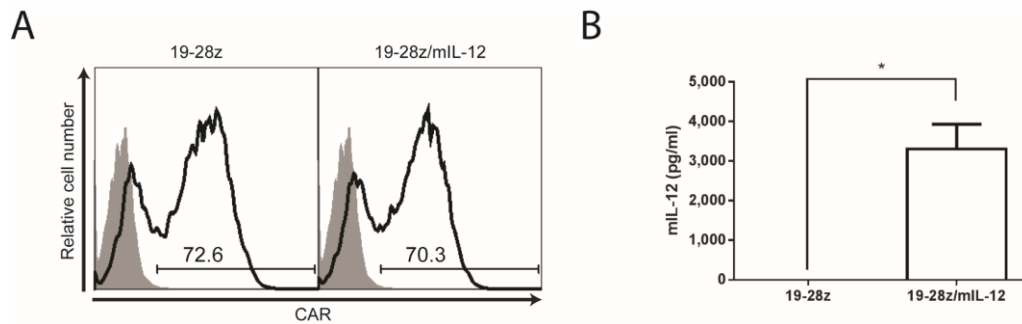 A
19-28z
19-28z/mIL-12
Relative cell number
72.6
70.3
CAR
B
*
5,000
4,000
3,000
2,000
1,000
0
mIL-12 (pg/ml)
19-28z
19-28z/mIL-12